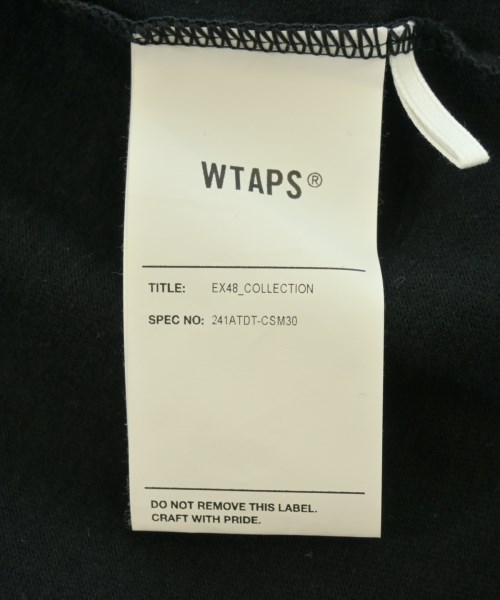 WTAPS®
TITLE: EX48_COLLECTION
SPEC NO: 241ATDT-CSM30
DO NOT REMOVE THIS LABEL.
CRAFT WITH PRIDE.